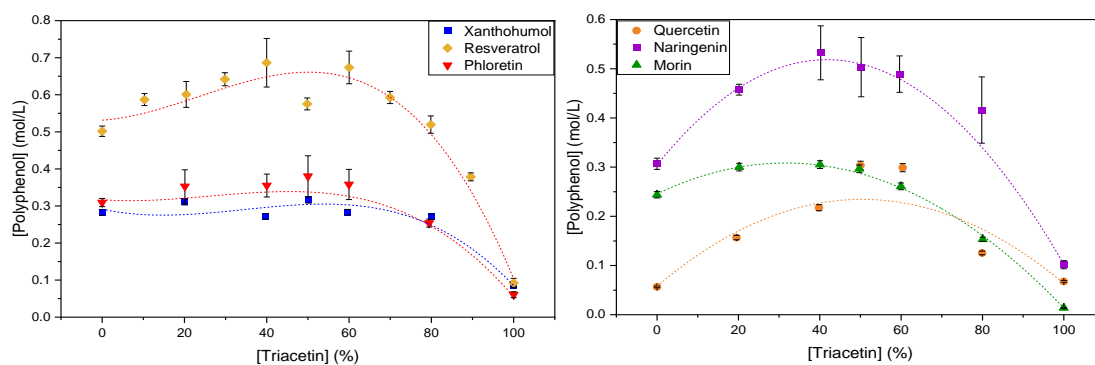 0.8
0.7
0.6
0.5
0.4
0.3
0.2
0.1
0.0
[Polyphenol] (mol/L)
Xanthohumol
Resveratrol
Phloretin
0 20 40 60 80 100
[Triacetin] (%)
0.6
0.5
0.4
0.3
0.2
0.1
0.0
[Polyphenol] (mol/L)
Quercetin
Naringenin
Morin
0 20 40 60 80 100
[Triacetin] (%)